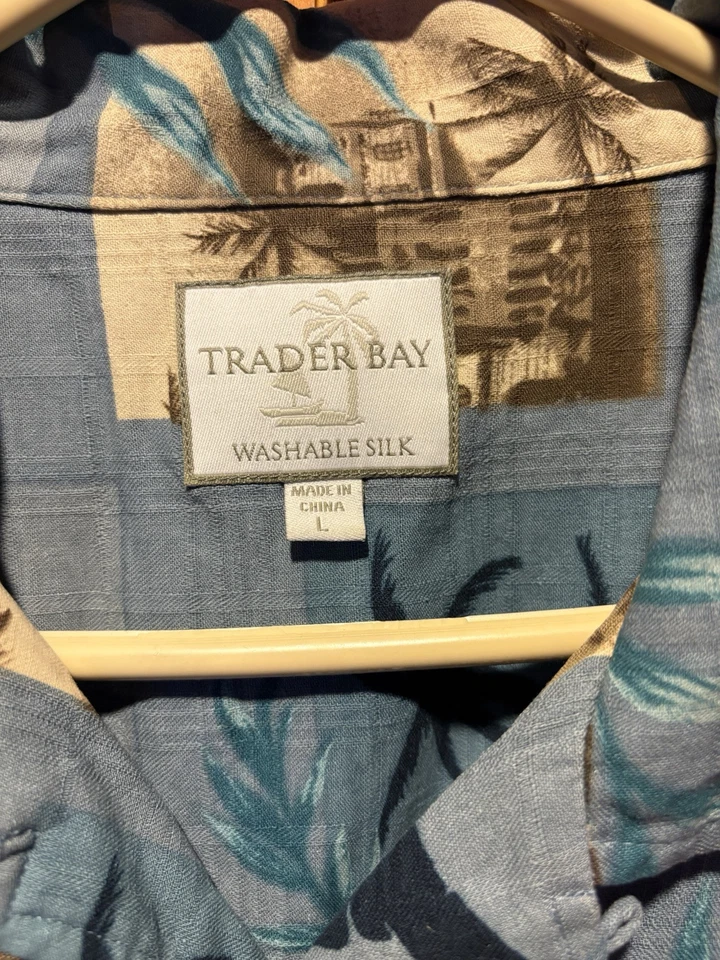 TRADER BAY
WASHABLE SILK
MADE IN
CHINA
L